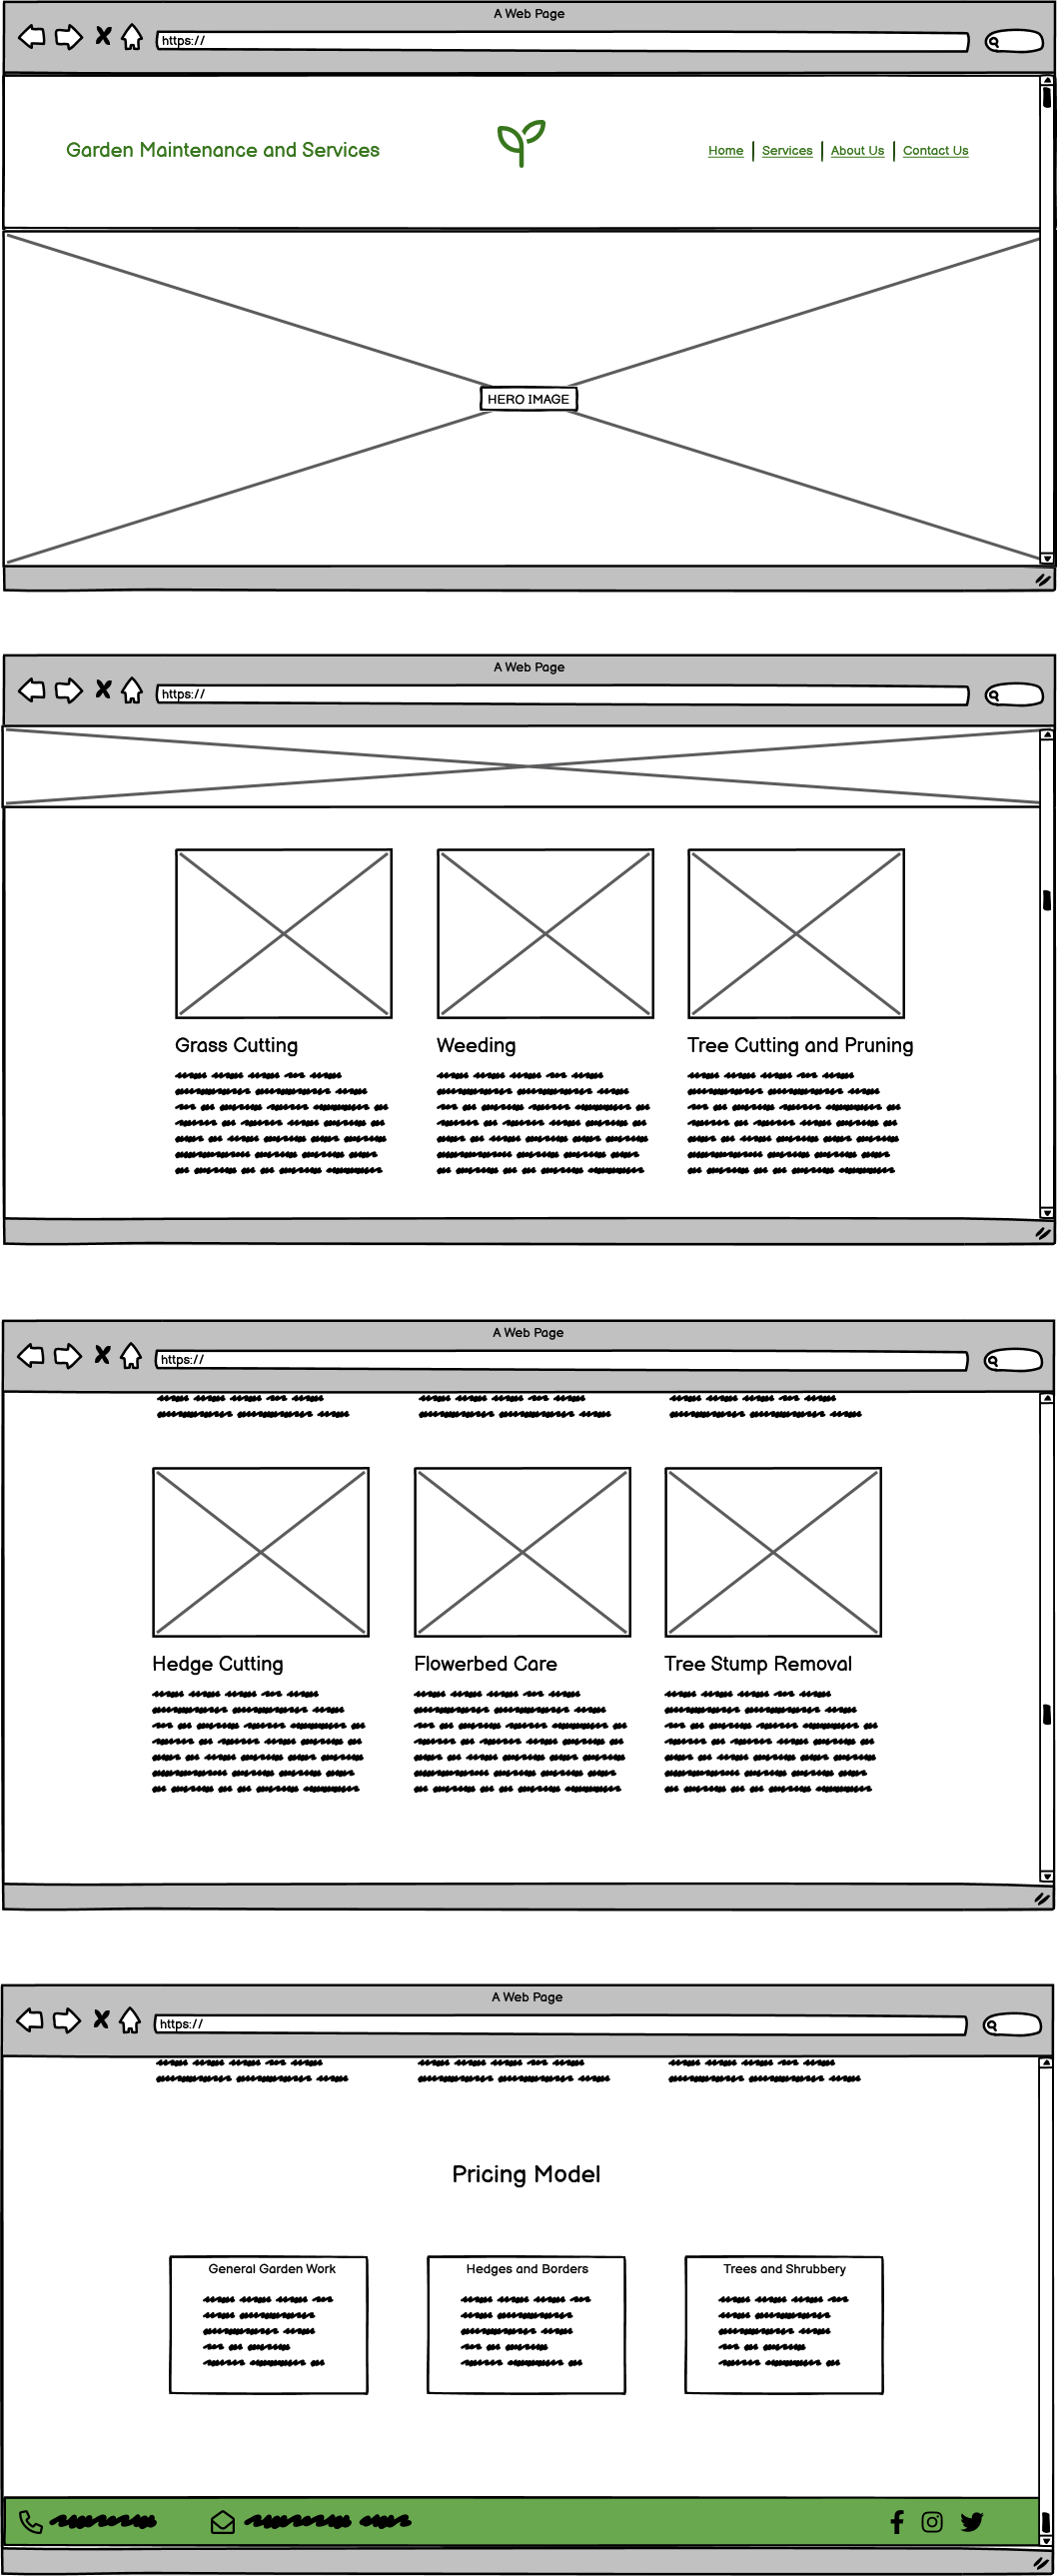 A Web Page
https://
Garden Maintenance and Services
Home Services About Us Contact Us
HERO IMAGE
A Web Page
https://
Grass Cutting
Weeding
Tree Cutting and Pruning
A Web Page
https://
Hedge Cutting
Flowerbed Care
Tree Stump Removal
A Web Page
https://
Pricing Model
General Garden Work
Hedges and Borders
Trees and Shrubbery